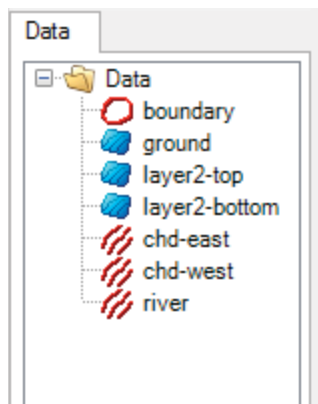 Data
Data
boundary
ground
layer2-top
layer2-bottom
chd-east
chd-west
river